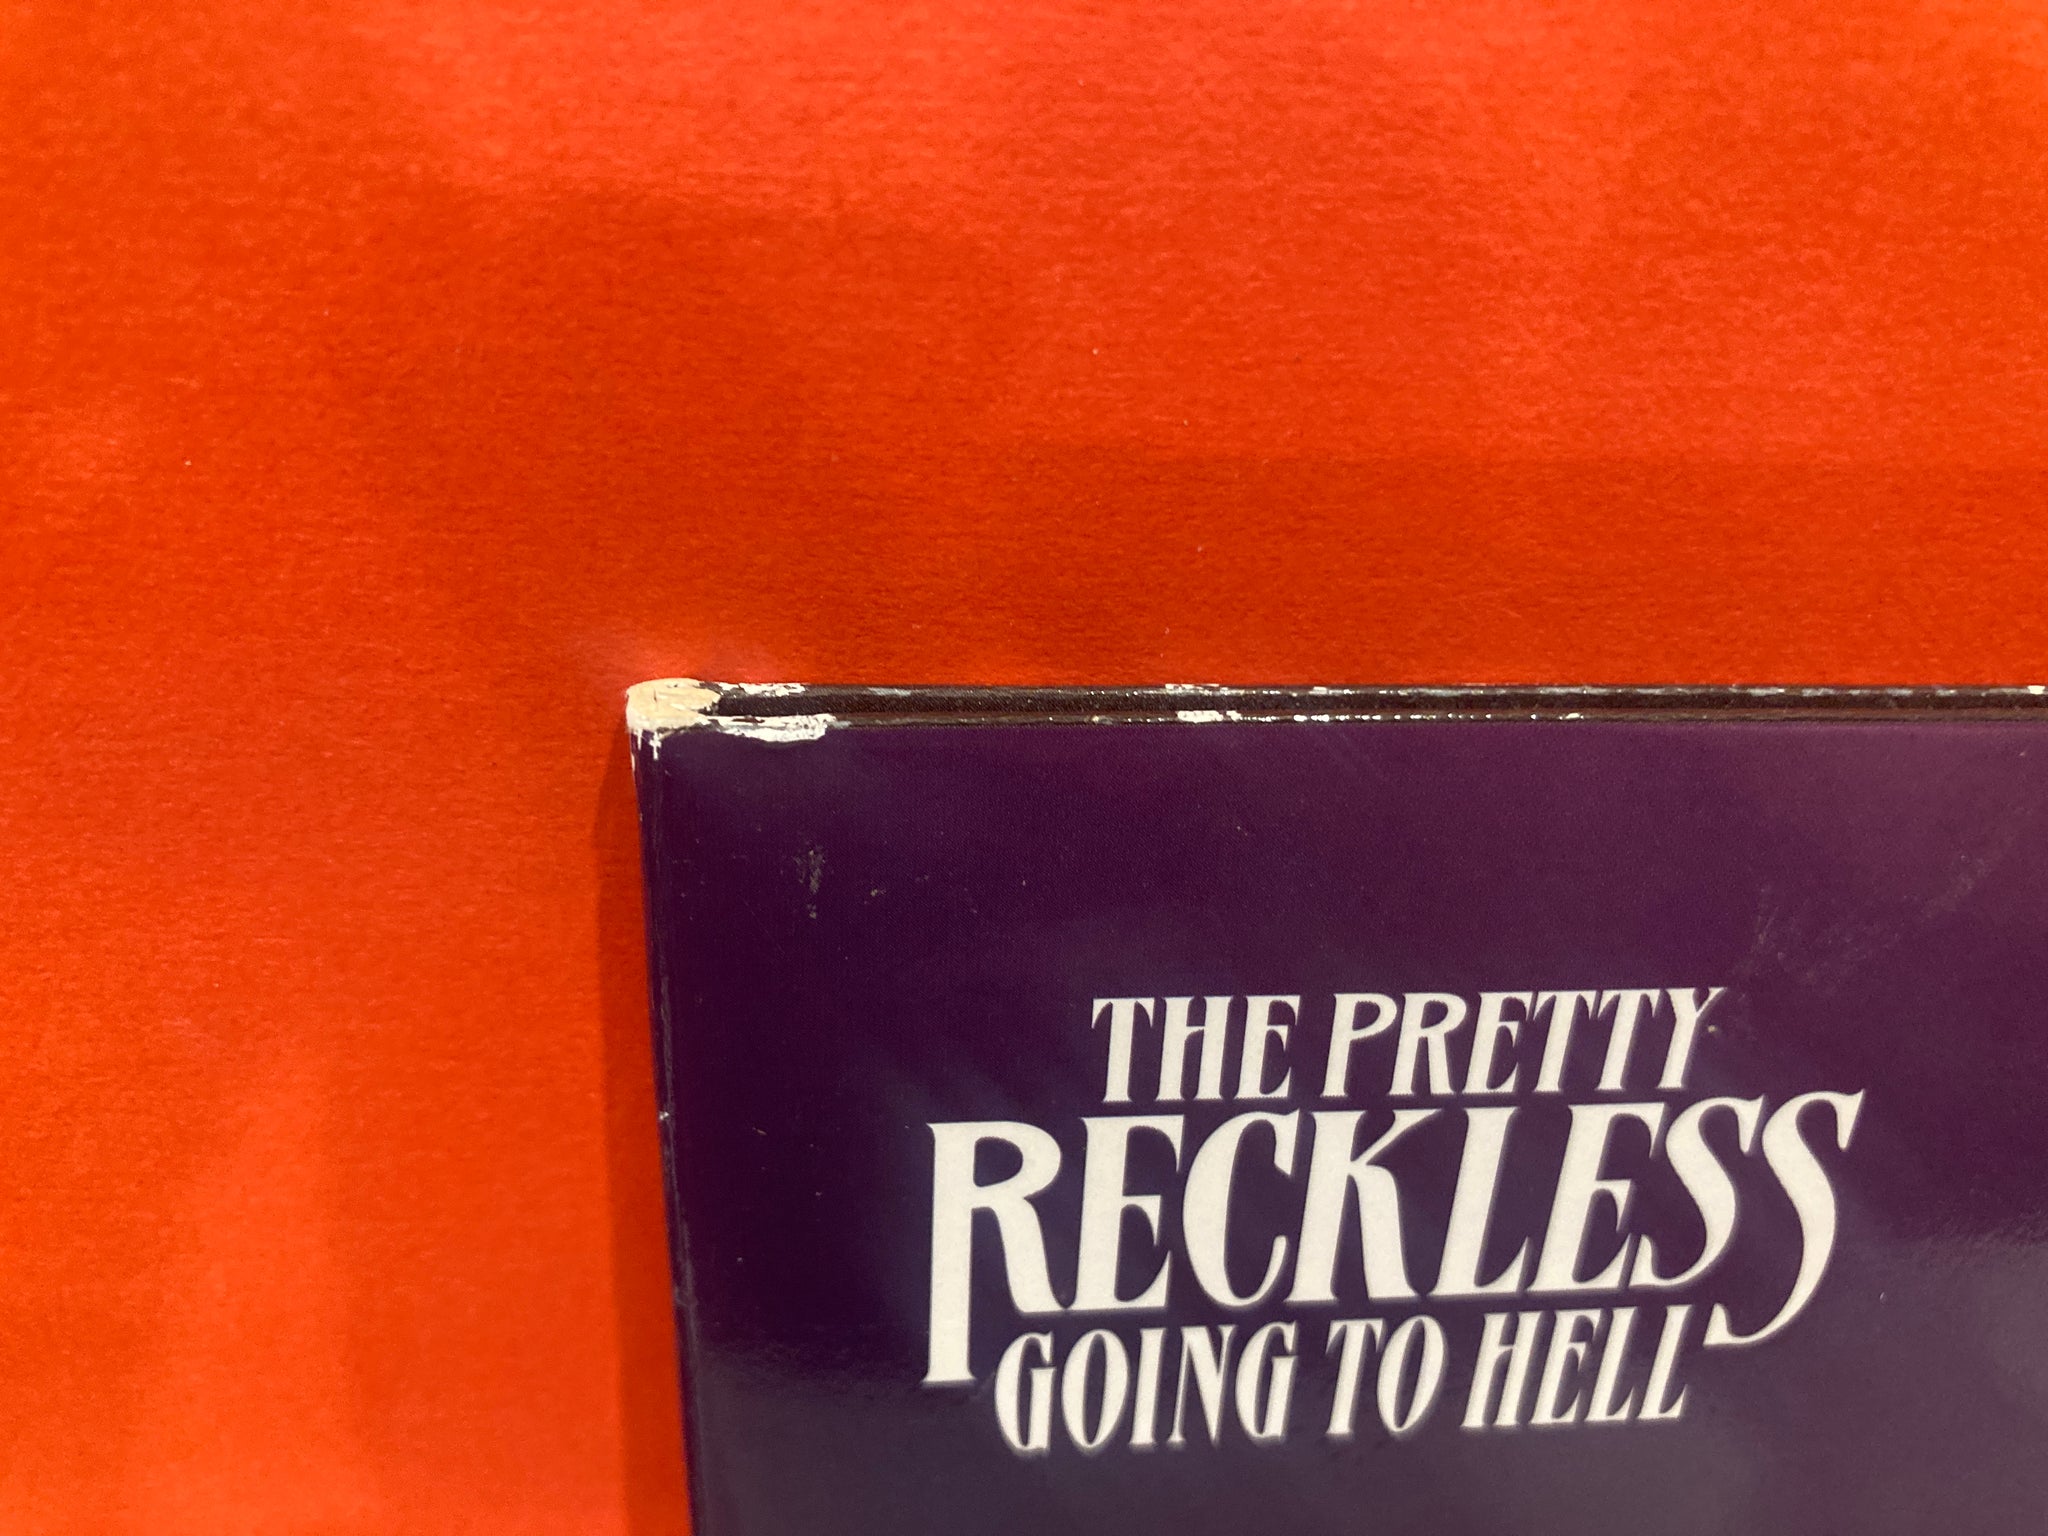 THE PRETTY
RECKLESS
GOING TO HELL